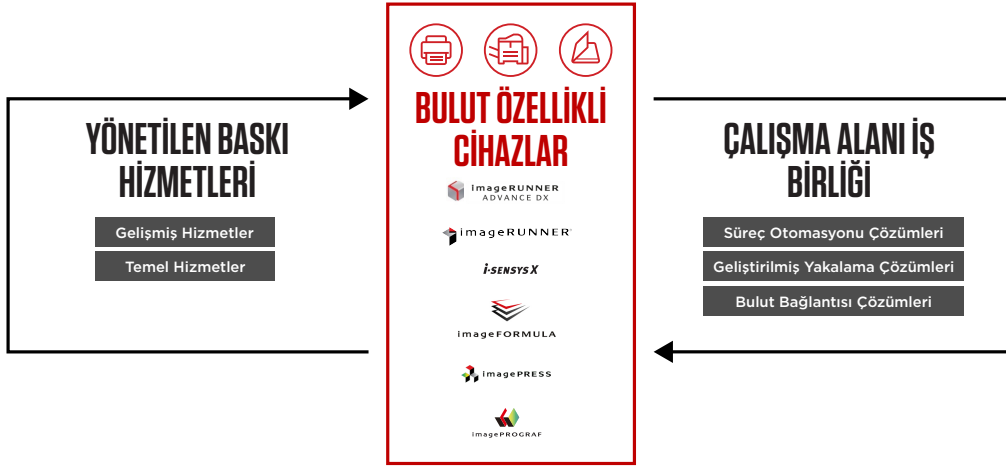 YÖNETİLEN BASKI
HİZMETLERİ
Gelişmiş Hizmetler
Temel Hizmetler
BULUT ÖZELLİKLİ
CİHAZLAR
imageRUNNER
ADVANCE DX
imageRUNNER
i-SENSYS X
imageFORMULA
imagePRESS
imagePROGRAF
ÇALIŞMA ALANI İŞ
BİRLİĞİ
Süreç Otomasyonu Çözümleri
Geliştirilmiş Yakalama Çözümleri
Bulut Bağlantısı Çözümleri